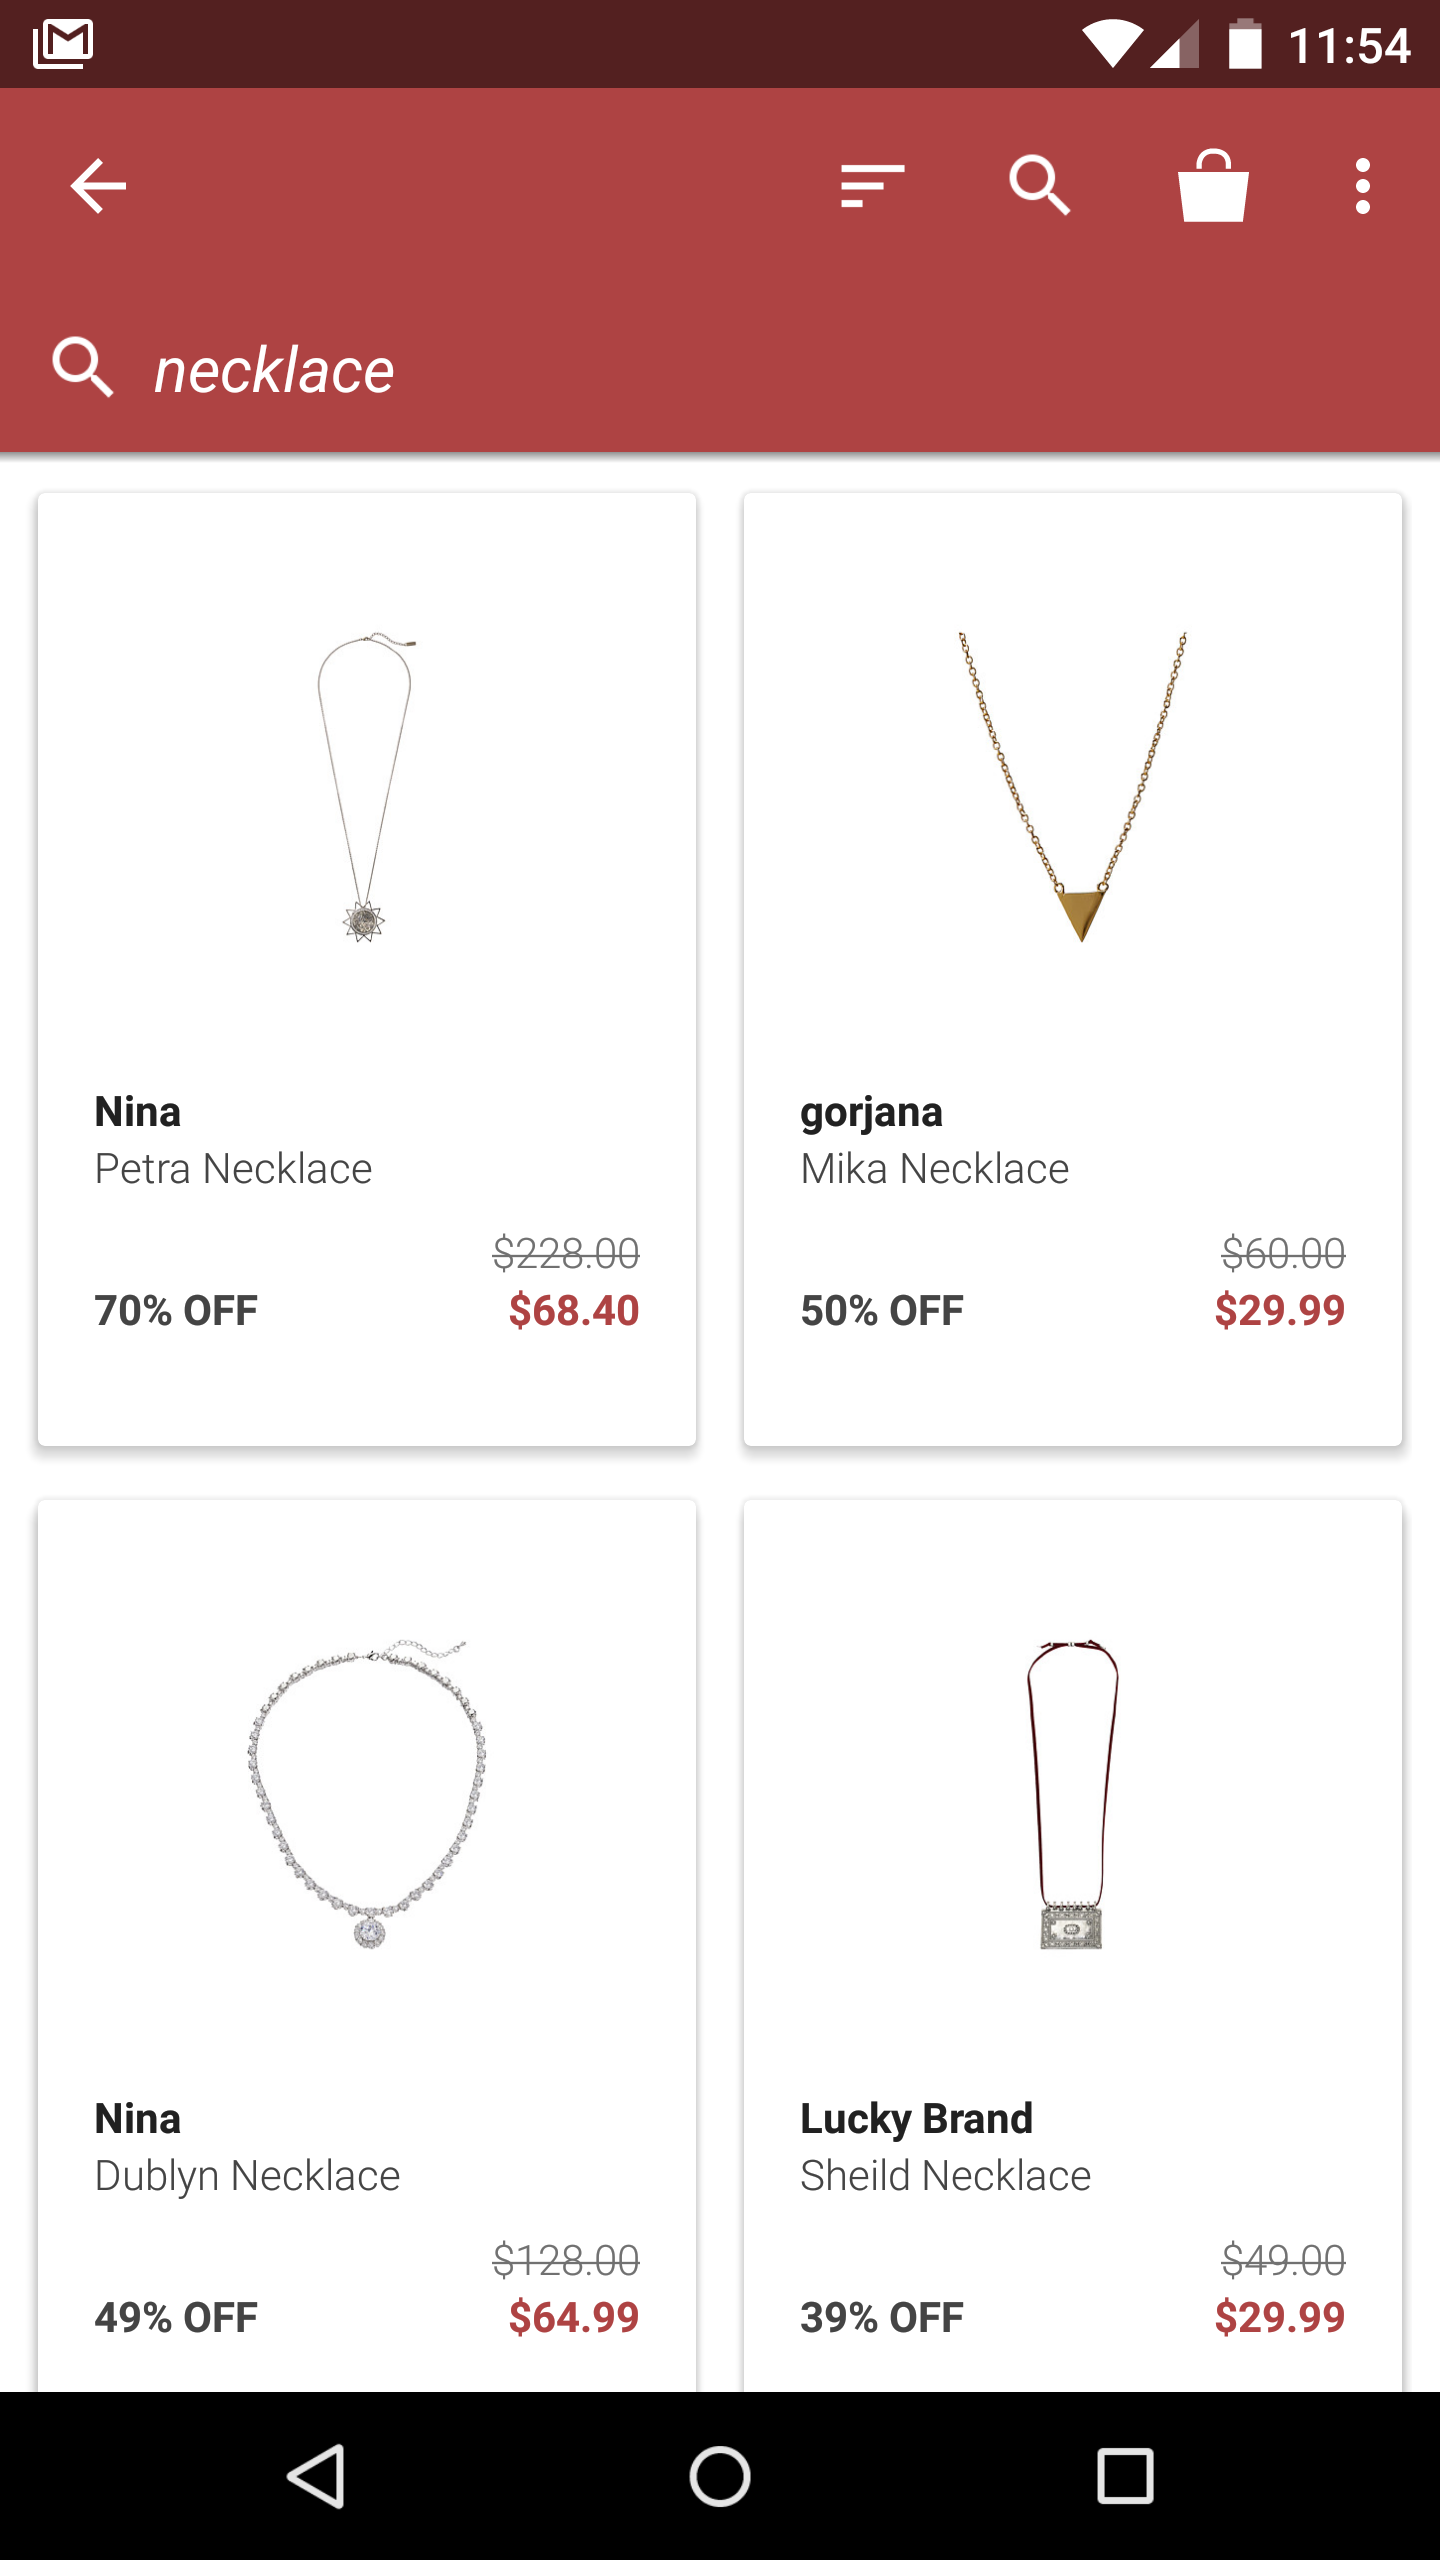 11:54
necklace
Nina
Petra Necklace
$228.00
70% OFF
$68.40
gorjana
Mika Necklace
$60.00
50% OFF
$29.99
Nina
Dublyn Necklace
$128.00
49% OFF
$64.99
Lucky Brand
Sheild Necklace
$49.00
39% OFF
$29.99